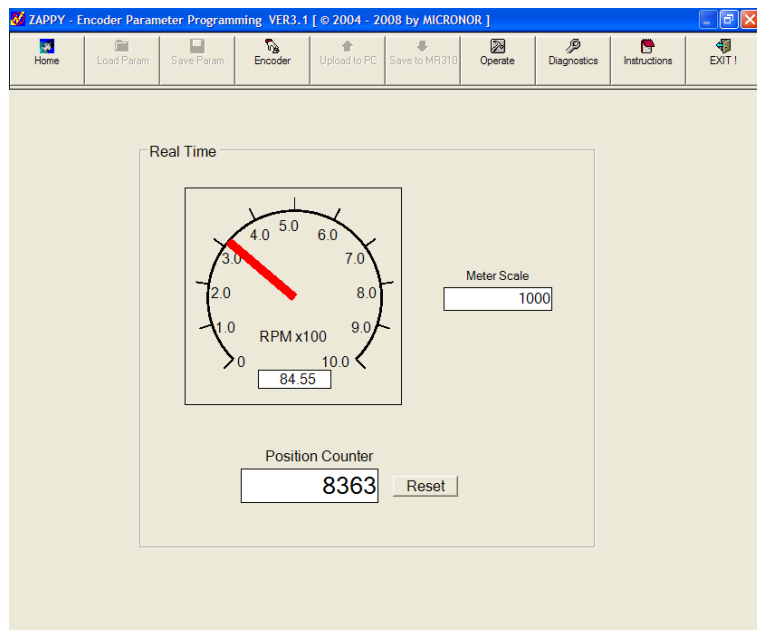 ZAPPY - Encoder Parameter Programming VER3.1 [ © 2004 - 2008 by MICRONOR ]
Home Load Param Save Param Encoder Upload to PC Save to MR310 Operate Diagnostics Instructions EXIT !
Real Time
5.0
4.0 6.0
3.0 7.0
2.0 8.0
1.0 9.0
RPM x100
0 10.0
84.55
Meter Scale
1000
Position Counter
8363 Reset